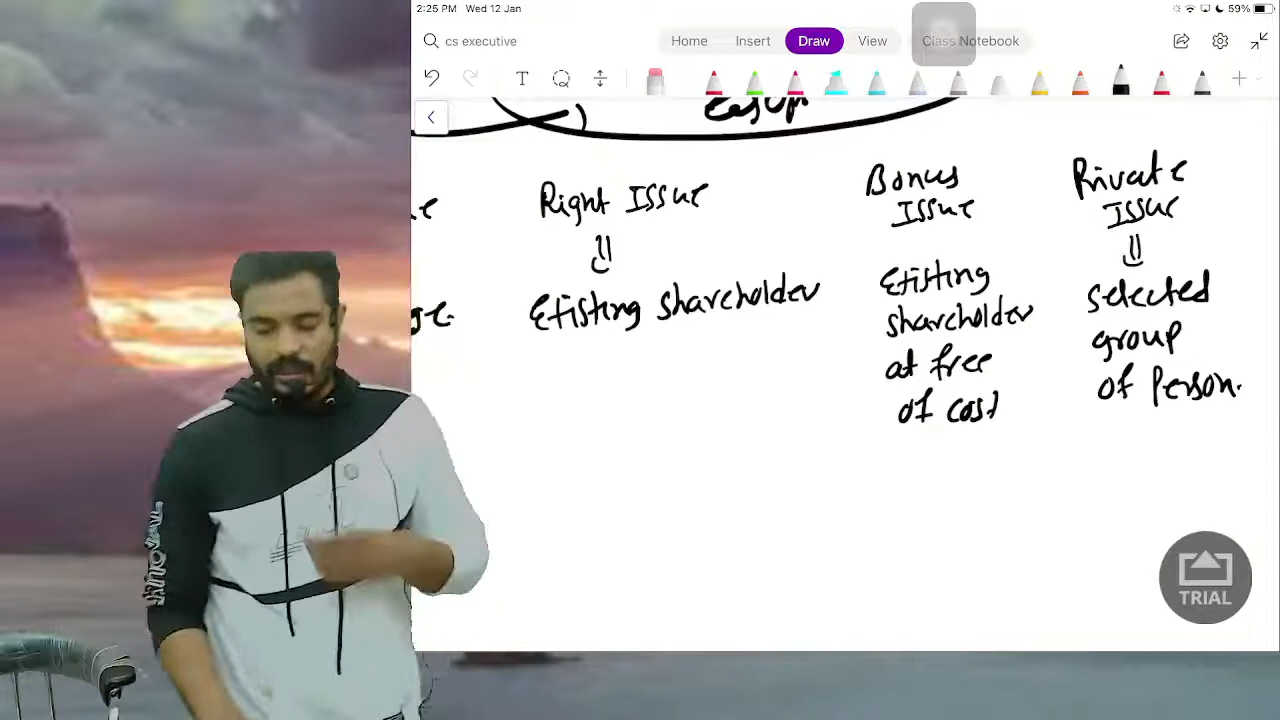 2:25 PM Wed 12 Jan
59%
cs executive
Home Insert Draw View Class Notebook
T
Right Issue
Existing shareholder
Bonus
Issue
Existing
shareholder
at free
of cost
Private
Issue
selected
group
of Person.
TRIAL